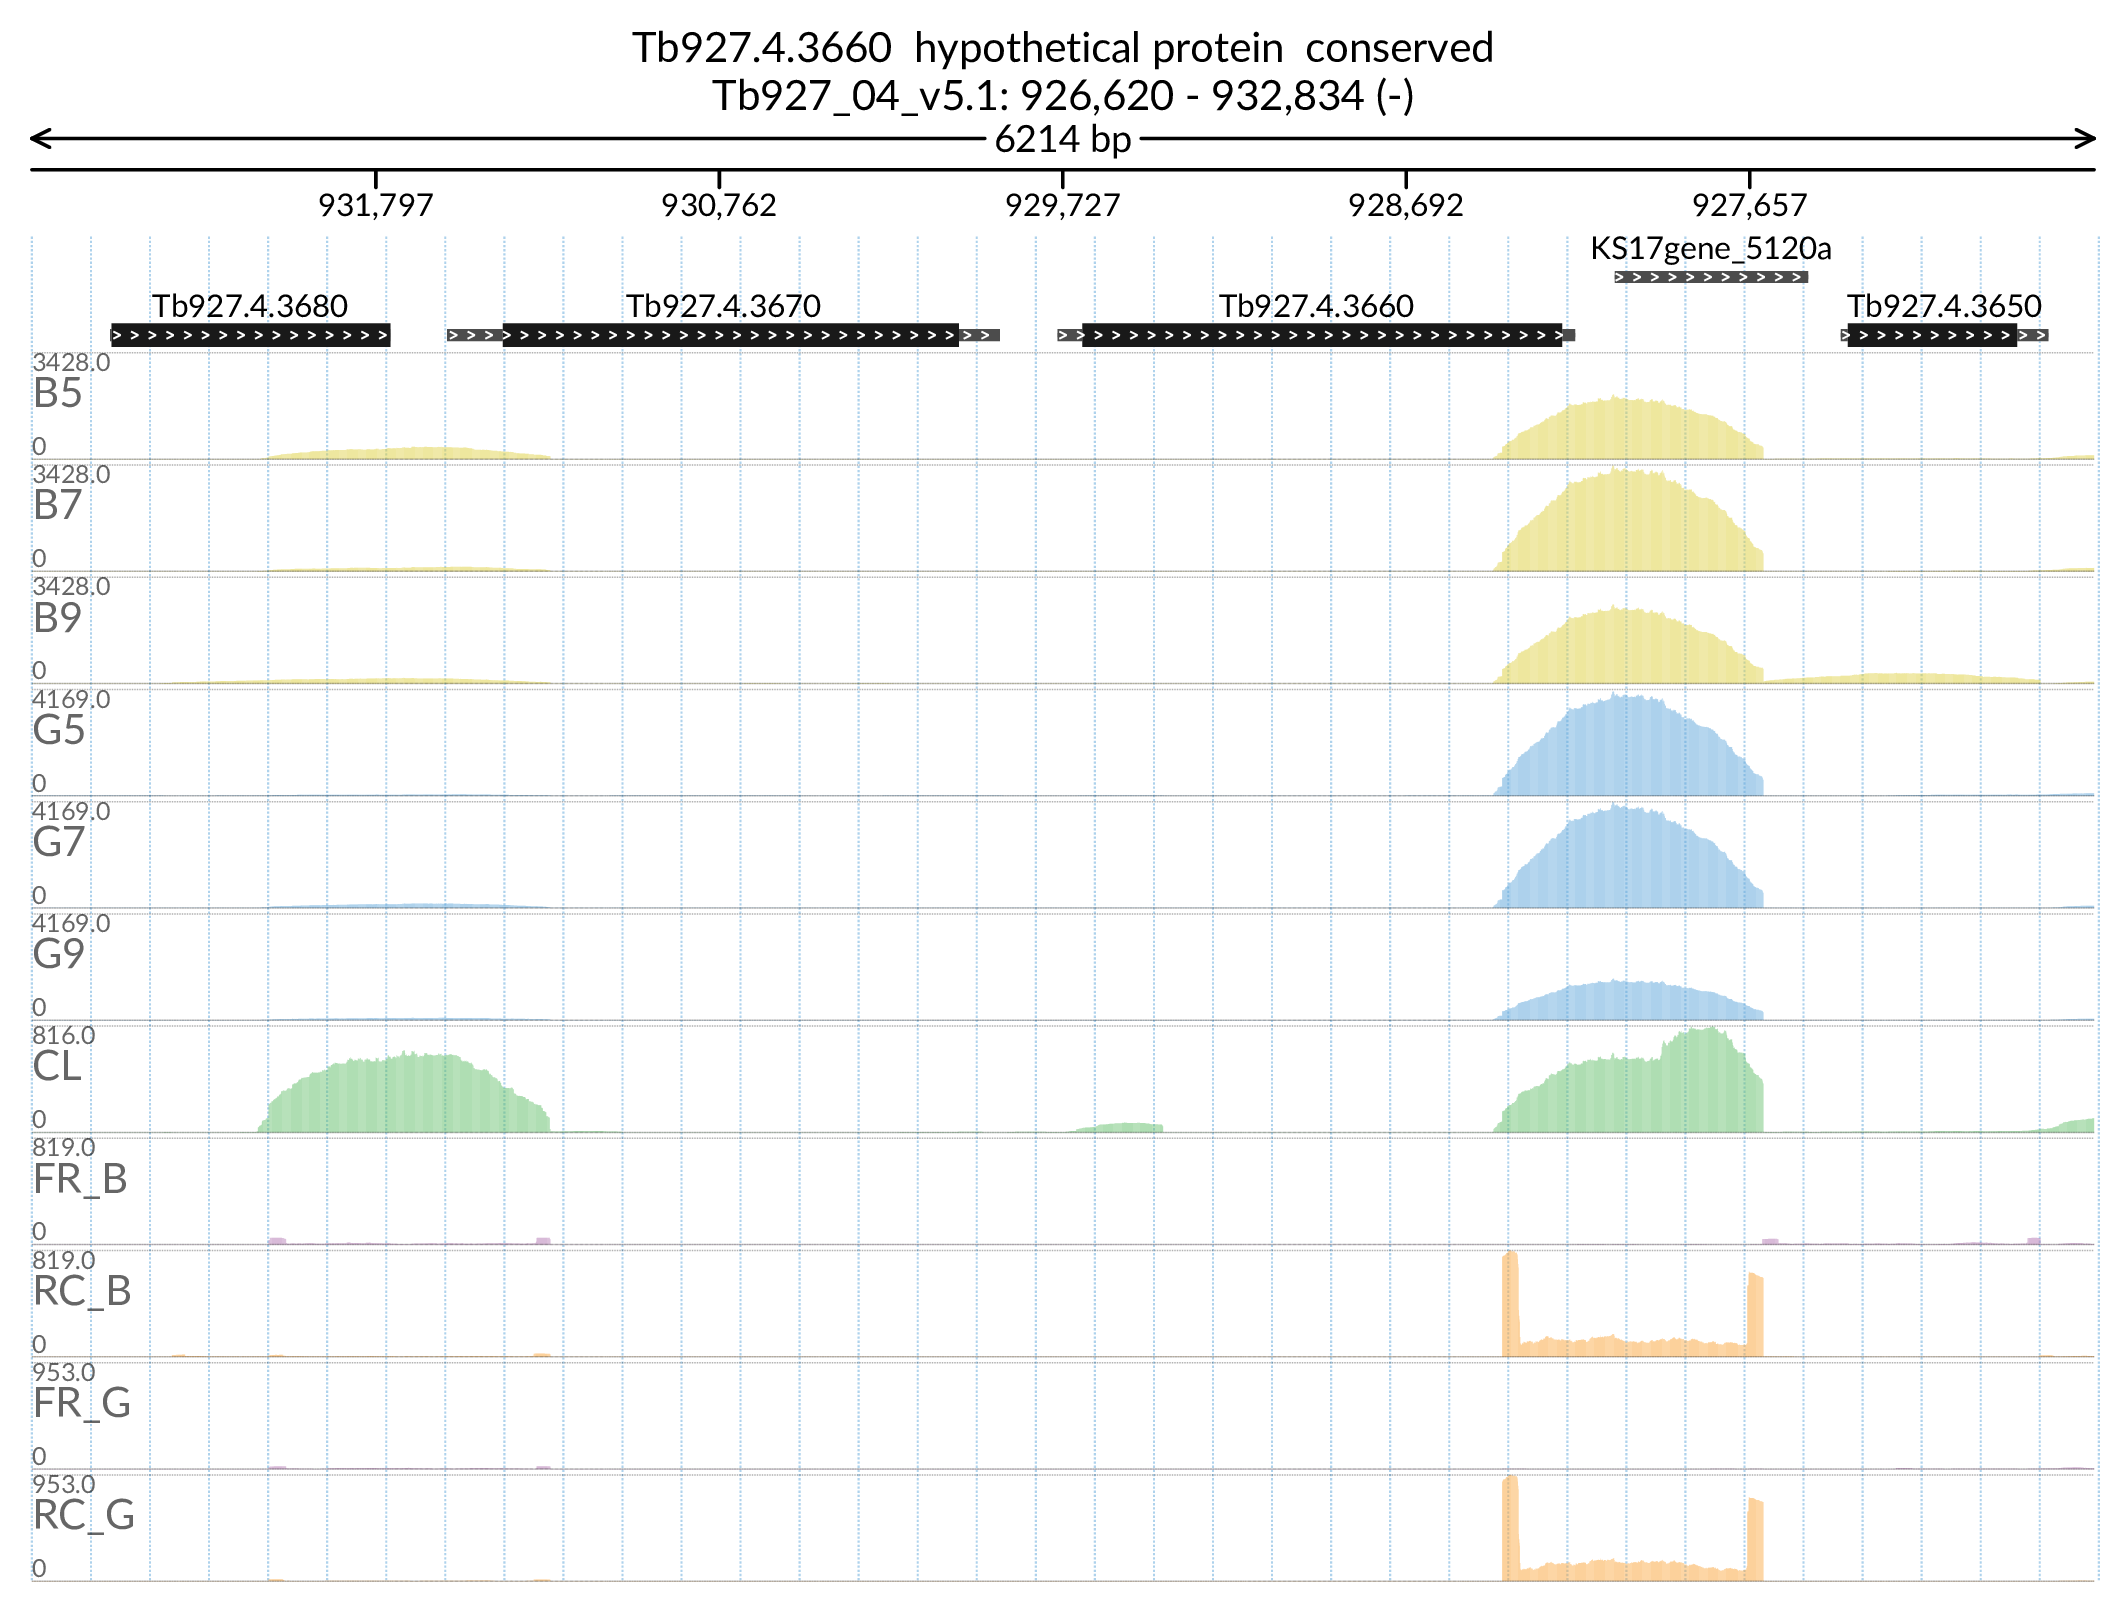 Tb927.4.3660 hypothetical protein conserved
Tb927_04_v5.1: 926,620 - 932,834 (-)
6214 bp
931,797 930,762 929,727 928,692 927,657
KS17gene_5120a
Tb927.4.3680 Tb927.4.3670 Tb927.4.3660 Tb927.4.3650
3428.0
B5
0
3428.0
B7
0
3428.0
B9
0
4169.0
G5
0
4169.0
G7
0
4169.0
G9
0
816.0
CL
0
819.0
FR_B
0
819.0
RC_B
0
953.0
FR_G
0
953.0
RC_G
0